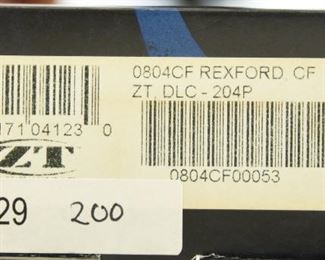 0804CF REXFORD, CF
ZT, DLC - 204P
171 04123 0
ZT
0804CF00053
29 200